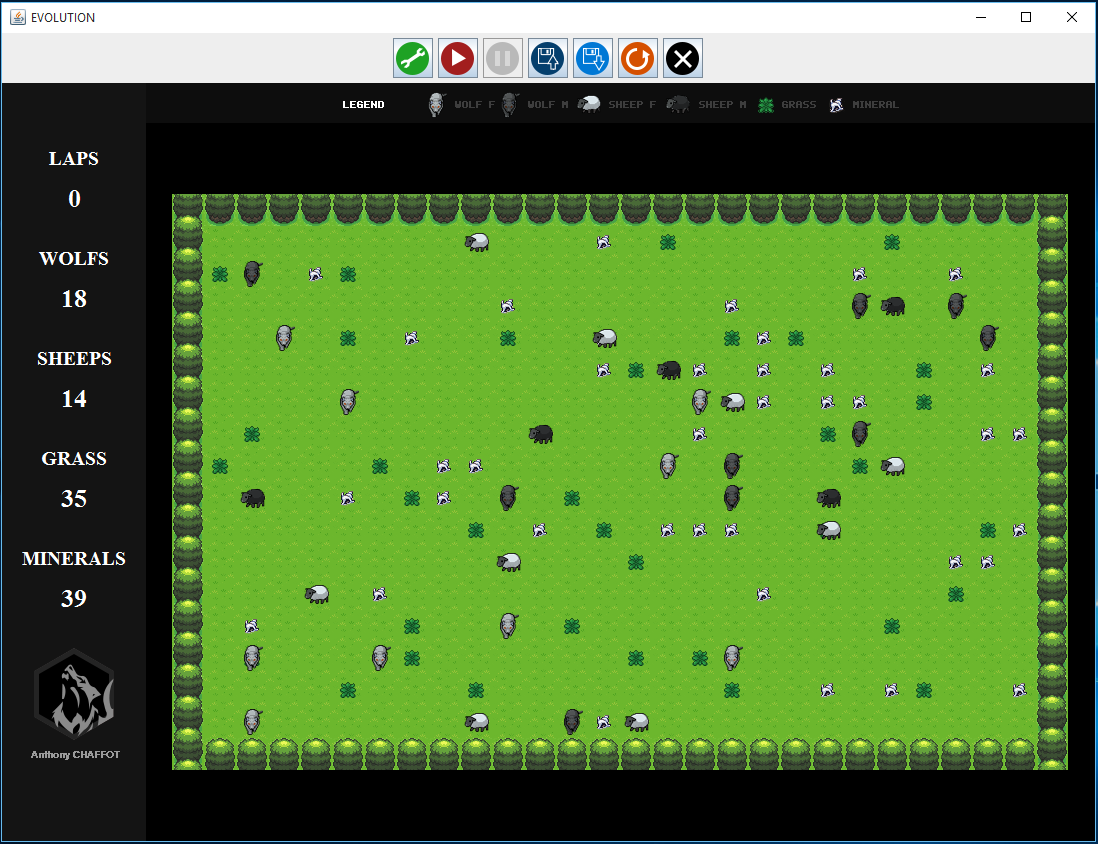 EVOLUTION
LEGEND WOLF F WOLF M SHEEP F SHEEP M GRASS MINERAL
LAPS
0
WOLFS
18
SHEEPS
14
GRASS
35
MINERALS
39
Anthony CHAFFOT